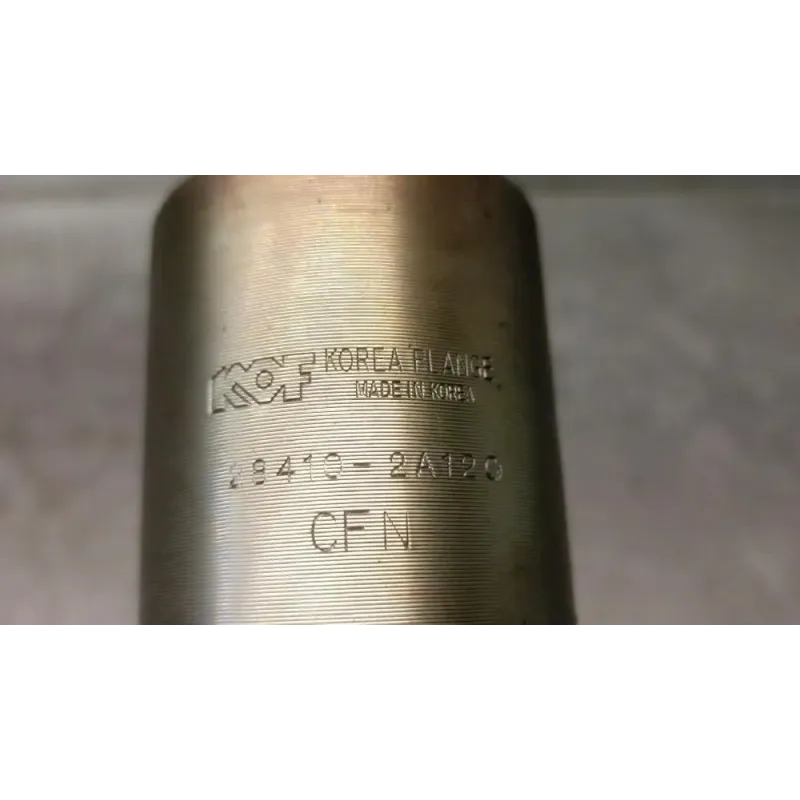 KOF KOREA FLANGE
MADE IN KOREA
28410-2A120
CFN